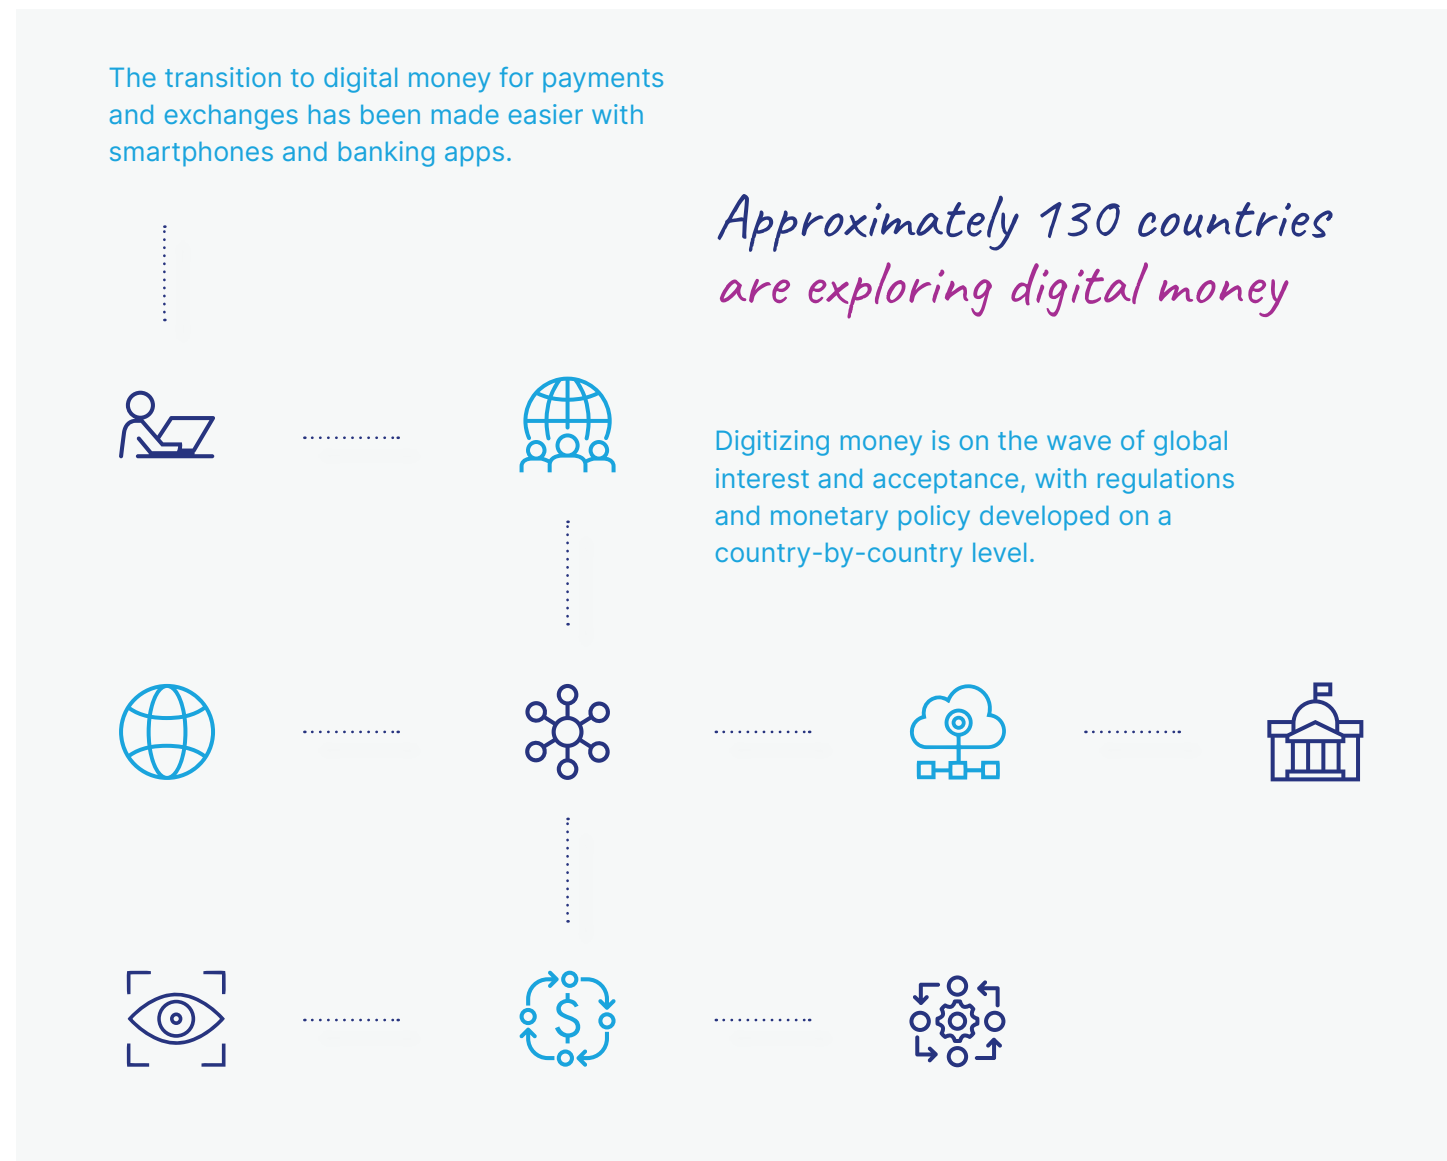 The transition to digital money for payments
and exchanges has been made easier with
smartphones and banking apps.
Approximately 130 countries
are exploring digital money
Digitizing money is on the wave of global
interest and acceptance, with regulations
and monetary policy developed on a
country-by-country level.
$